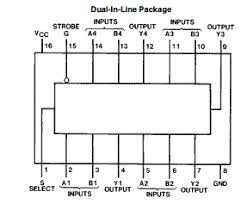 Dual-In-Line Package
INPUTS INPUTS
STROBE OUTPUT OUTPUT
VCC G A4 B4 Y4 A3 B3 Y3
16 15 14 13 12 11 10 9
1 2 3 4 5 6 7 8
S A1 B1 Y1 A2 B2 Y2 GND
SELECT INPUTS OUTPUT INPUTS OUTPUT